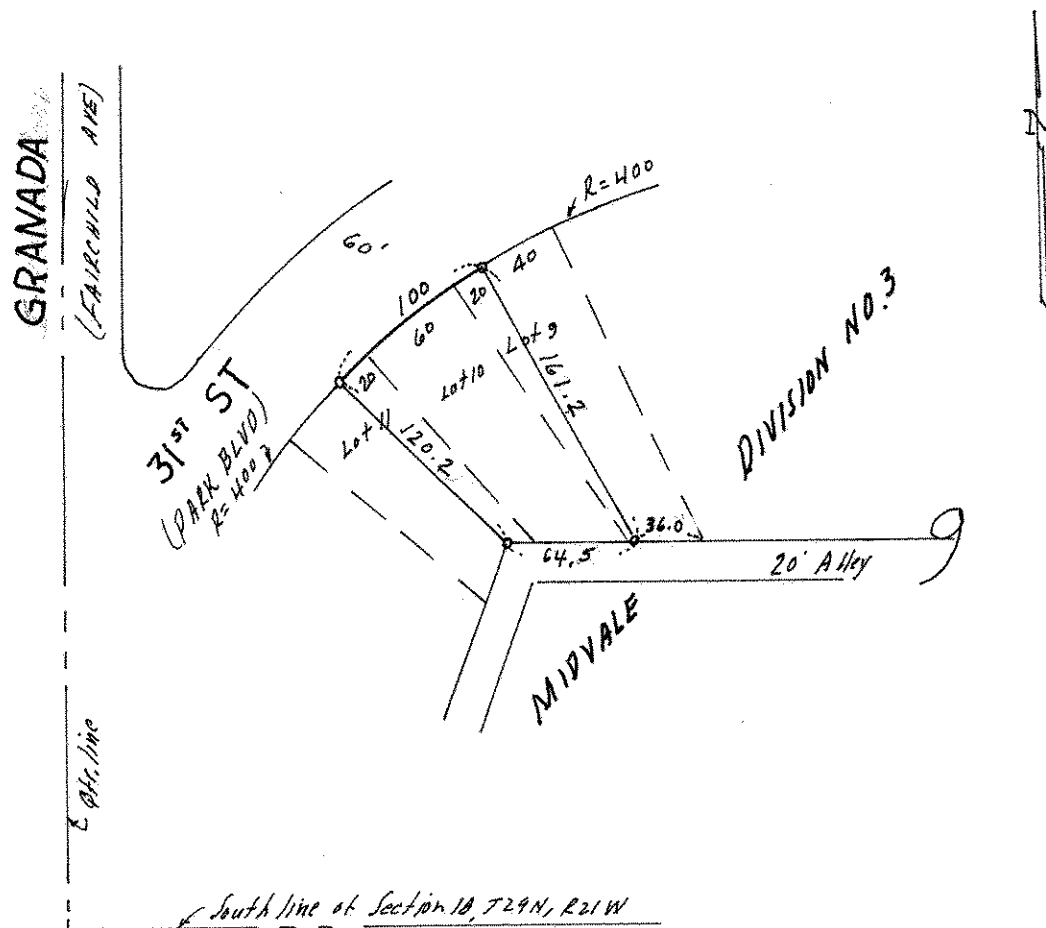 GRANADA
(FAIRCHILD AVE)
R=400
60.
100
40
20
60
Lot 9
20
Lot 10
161.2
Lot 11
120.2
31ST ST
(PARK BLVD)
R=400
DIVISION NO.3
64.5
36.0
20' Alley
MIDVALE
Qtr. line
South line of Section 18, T29N, R21W